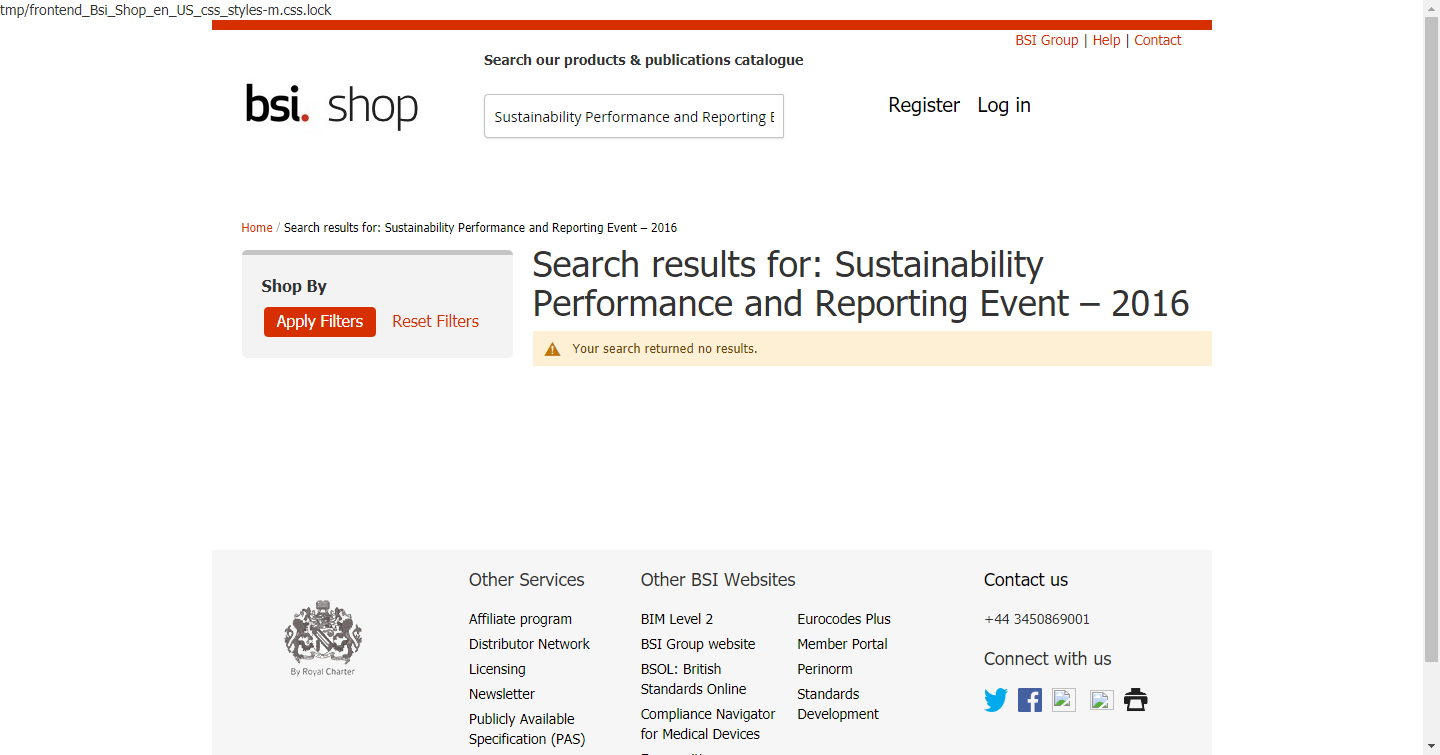 tmp/frontend_Bsi_Shop_en_US_css_styles-m.css.lock
BSI Group | Help | Contact
Search our products & publications catalogue
bsi. shop
Sustainability Performance and Reporting E
Register Log in
Home / Search results for: Sustainability Performance and Reporting Event – 2016
Shop By
Apply Filters Reset Filters
Search results for: Sustainability
Performance and Reporting Event – 2016
Your search returned no results.
By Royal Charter
Other Services
Affiliate program
Distributor Network
Licensing
Newsletter
Publicly Available
Specification (PAS)
Other BSI Websites
BIM Level 2
BSI Group website
BSOL: British
Standards Online
Compliance Navigator
for Medical Devices
Eurocodes Plus
Member Portal
Perinorm
Standards
Development
Contact us
+44 3450869001
Connect with us